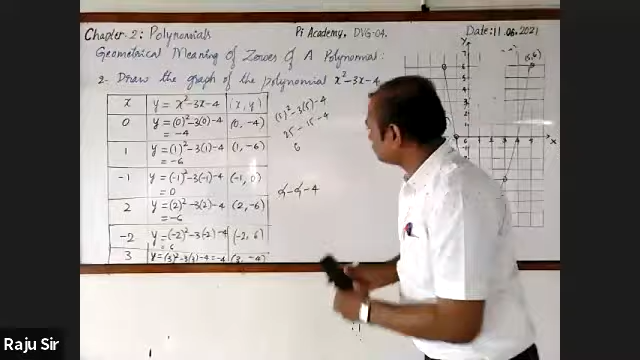 Chapter-2: Polynomials Pi Academy, DVG-04. Date: 11.06.2021
Geometrical Meaning of Zeroes Of A Polynomial:
2- Draw the graph of the polynomial x²-3x-4
x y = x²-3x-4 (x, y)
0 y = (0)²-3(0)-4 = -4 (0, -4)
1 y = (1)²-3(1)-4 = -6 (1, -6)
-1 y = (-1)²-3(-1)-4 = 0 (-1, 0)
2 y = (2)²-3(2)-4 = -6 (2, -6)
-2 y = (-2)²-3(-2)-4 = 6 (-2, 6)
3 y = (3)²-3(3)-4 = -4 (3, -4)
(5)²-3(5)-4
25-15-4
6
-4
Y
(5,6)
X
Raju Sir